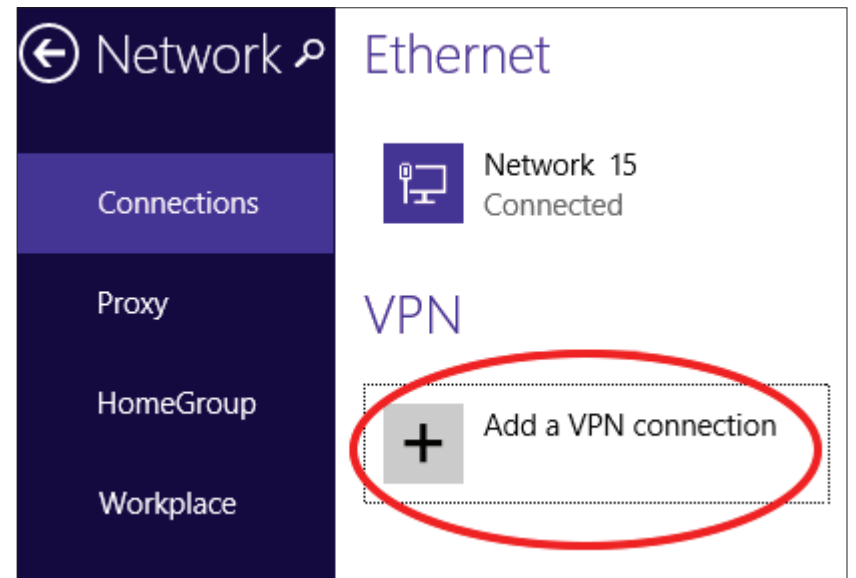 Network
Connections
Proxy
HomeGroup
Workplace
Ethernet
Network 15
Connected
VPN
Add a VPN connection